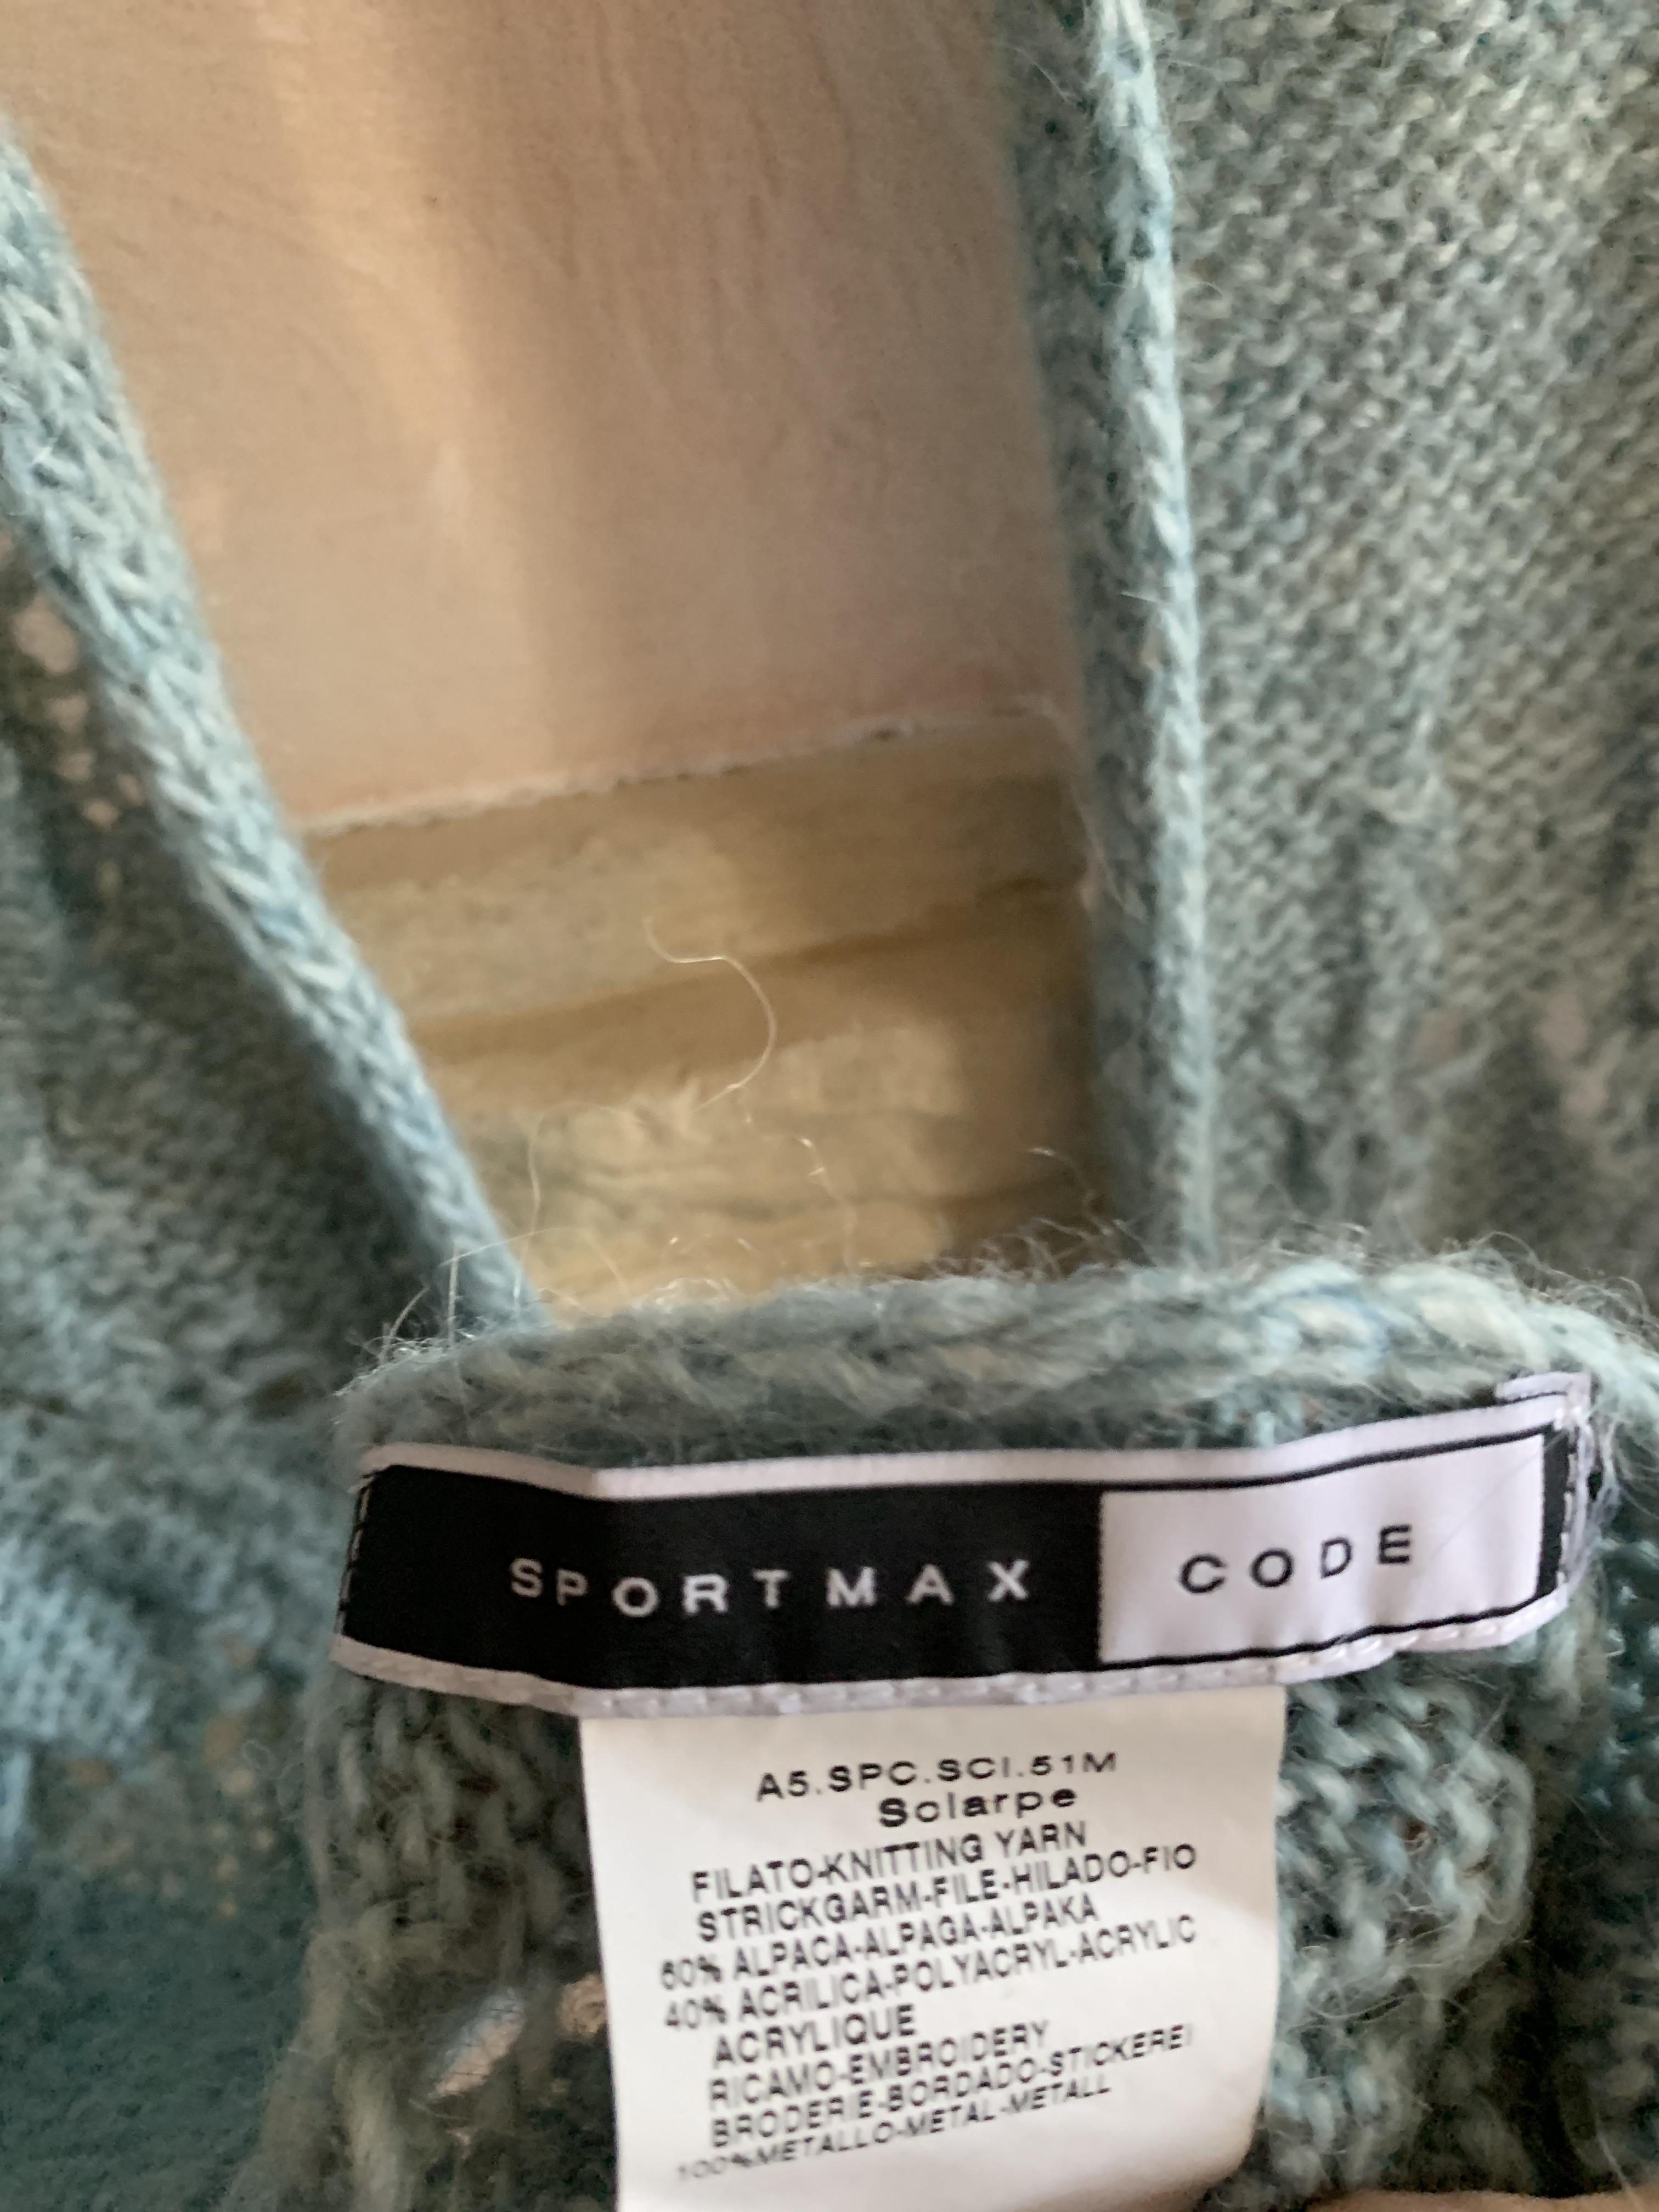 SPORTMAX CODE
A5.SPC.SCI.51M
Sciarpe
FILATO-KNITTING YARN
STRICKGARM-FILE-HILADO-FIO
60% ALPACA-ALPAGA-ALPAKA
40% ACRILICA-POLYACRYL-ACRYLIC
ACRYLIQUE
RICAMO-EMBROIDERY
BRODERIE-BORDADO-STICKEREI
100%METALLO-METAL-METALL